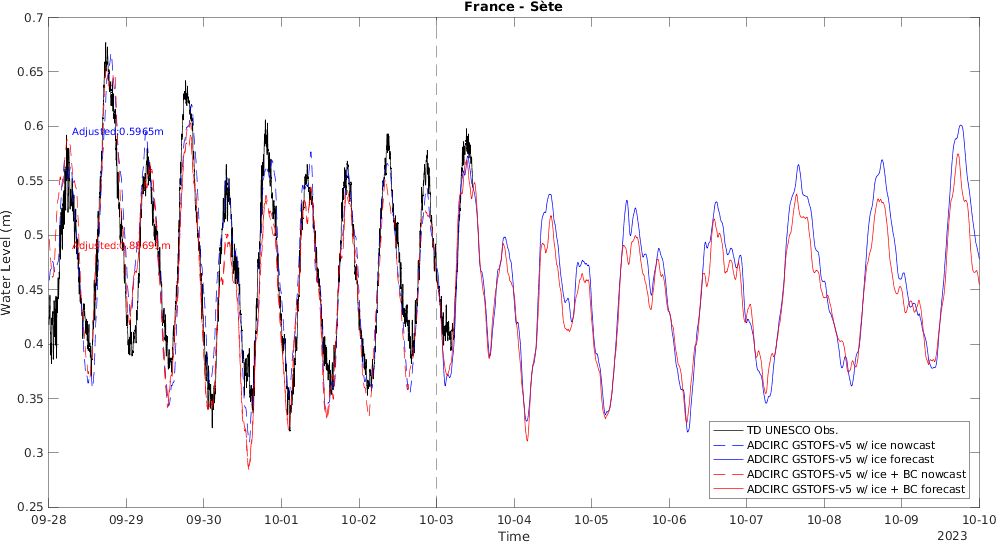 France - Sète
Water Level (m)
0.7
0.65
0.6
0.55
0.5
0.45
0.4
0.35
0.3
0.25
Adjusted:0.5965m
TD UNESCO Obs.
ADCIRC GSTOFS-v5 w/ ice nowcast
ADCIRC GSTOFS-v5 w/ ice forecast
ADCIRC GSTOFS-v5 w/ ice + BC nowcast
ADCIRC GSTOFS-v5 w/ ice + BC forecast
09-28 09-29 09-30 10-01 10-02 10-03 10-04 10-05 10-06 10-07 10-08 10-09 10-10
Time
2023